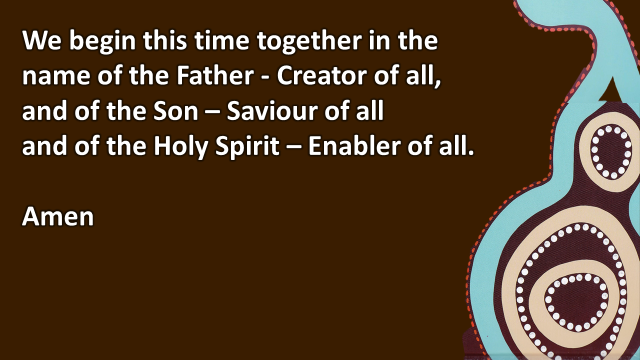 We begin this time together in the
name of the Father - Creator of all,
and of the Son – Saviour of all
and of the Holy Spirit – Enabler of all.
Amen